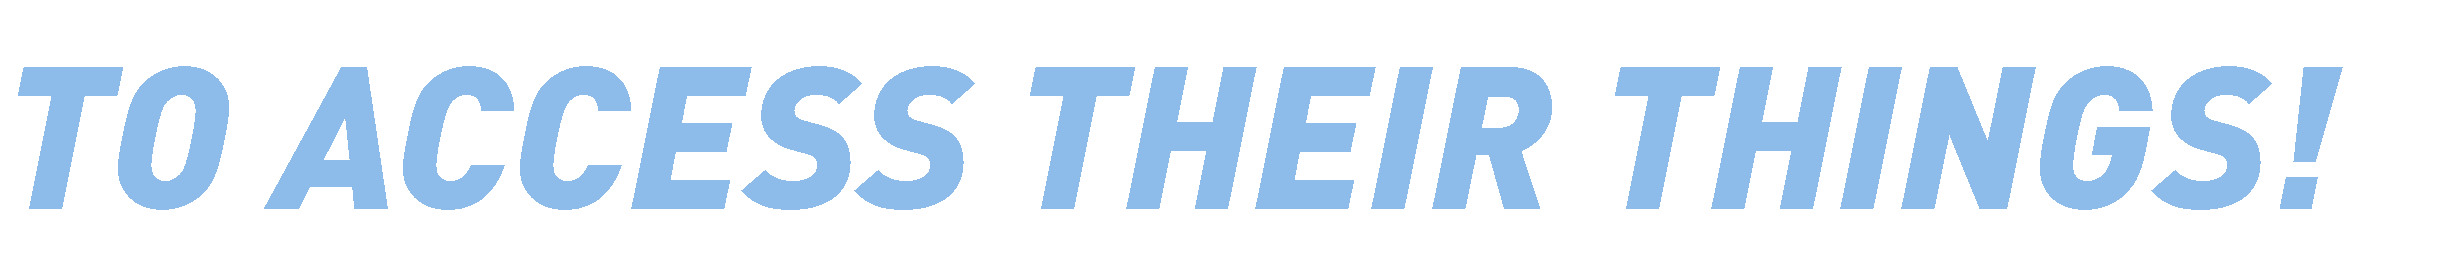 TO ACCESS THEIR THINGS!